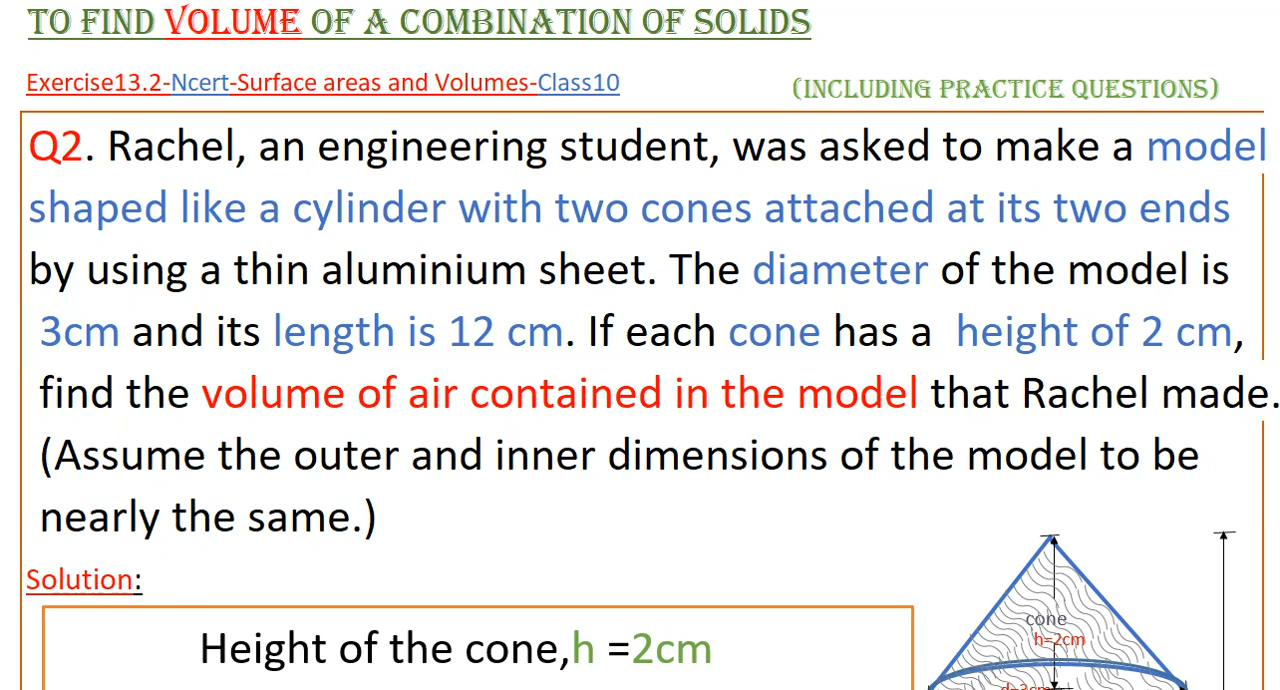 TO FIND VOLUME OF A COMBINATION OF SOLIDS
Exercise13.2-Ncert-Surface areas and Volumes-Class10
(INCLUDING PRACTICE QUESTIONS)
Q2. Rachel, an engineering student, was asked to make a model
shaped like a cylinder with two cones attached at its two ends
by using a thin aluminium sheet. The diameter of the model is
3cm and its length is 12 cm. If each cone has a height of 2 cm,
find the volume of air contained in the model that Rachel made.
(Assume the outer and inner dimensions of the model to be
nearly the same.)
Solution:
Height of the cone,h =2cm
cone
h=2cm
d=3cm